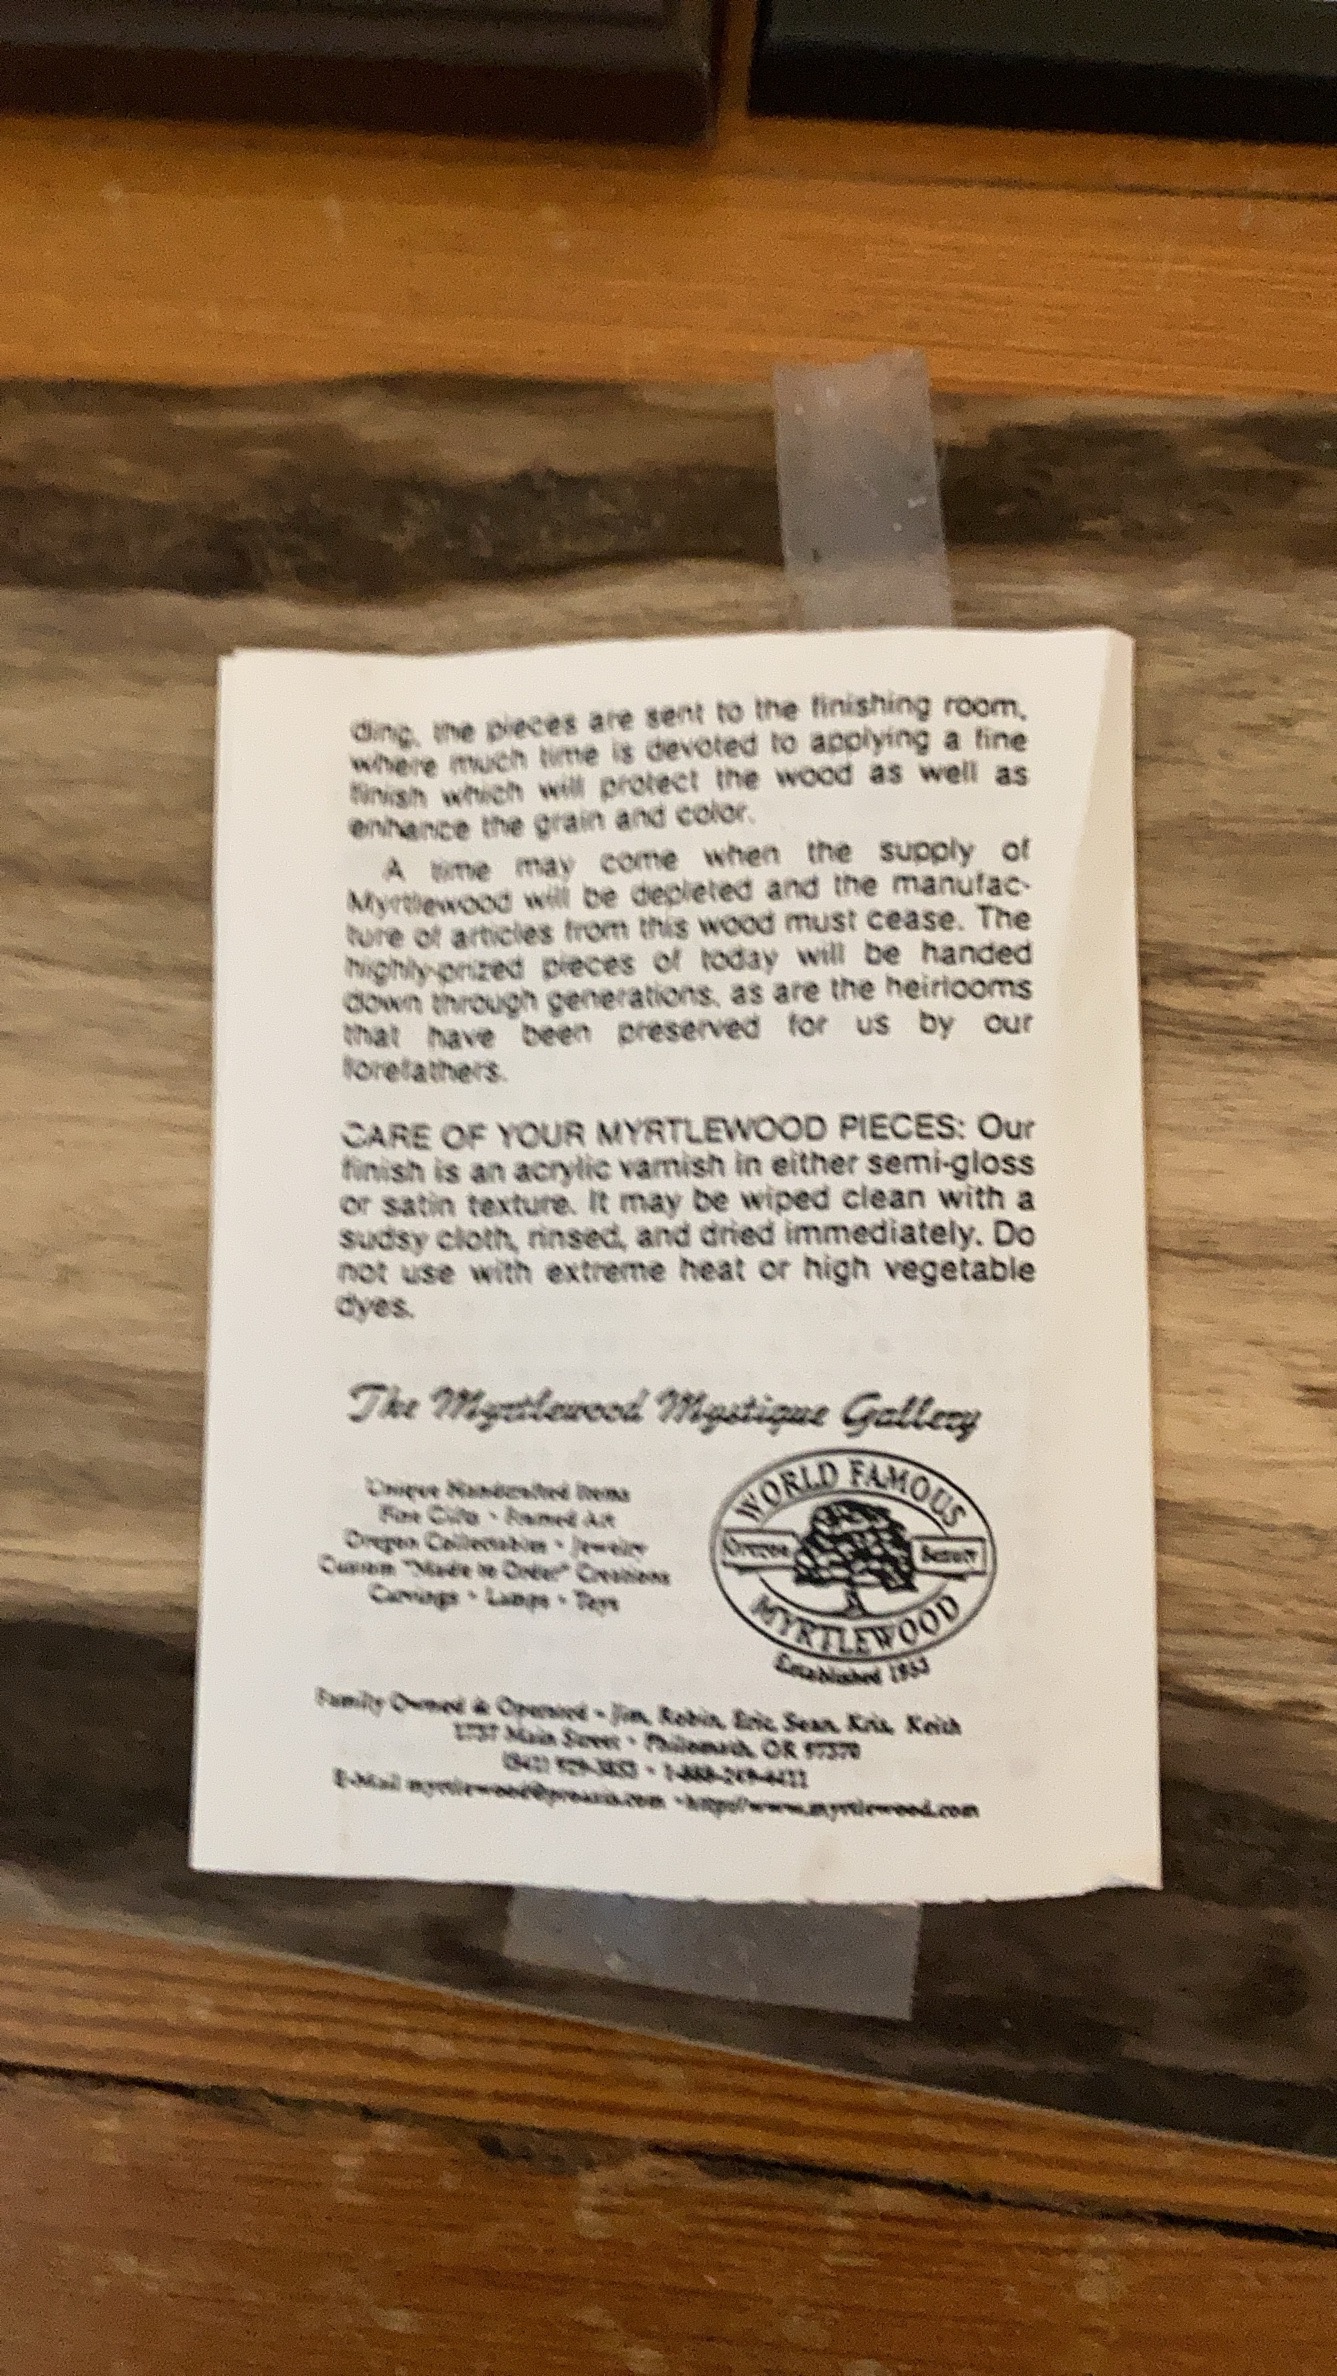 ding, the pieces are sent to the finishing room,
where much time is devoted to applying a fine
finish which will protect the wood as well as
enhance the grain and color.
A time may come when the supply of
Myrtlewood will be depleted and the manufac-
ture of articles from this wood must cease. The
highly-prized pieces of today will be handed
down through generations, as are the heirlooms
that have been preserved for us by our
forefathers.
CARE OF YOUR MYRTLEWOOD PIECES: Our
finish is an acrylic varnish in either semi-gloss
or satin texture. It may be wiped clean with a
sudsy cloth, rinsed, and dried immediately. Do
not use with extreme heat or high vegetable
dyes.
The Myrtlewood Mystique Gallery
Unique Handcrafted Items
Fine Gifts • Framed Art
Oregon Collectables • Jewelry
Custom "Made to Order" Creations
Carvings • Lamps • Toys
WORLD FAMOUS
MYRTLEWOOD
Established
Family Owned & Operated • Jim, Robin, Eric, Sean, Kris, Keith
Main Street • Philomath, OR 97370
(541)
E-Mail myrtlewood@proaxis.com • http://www.myrtlewood.com